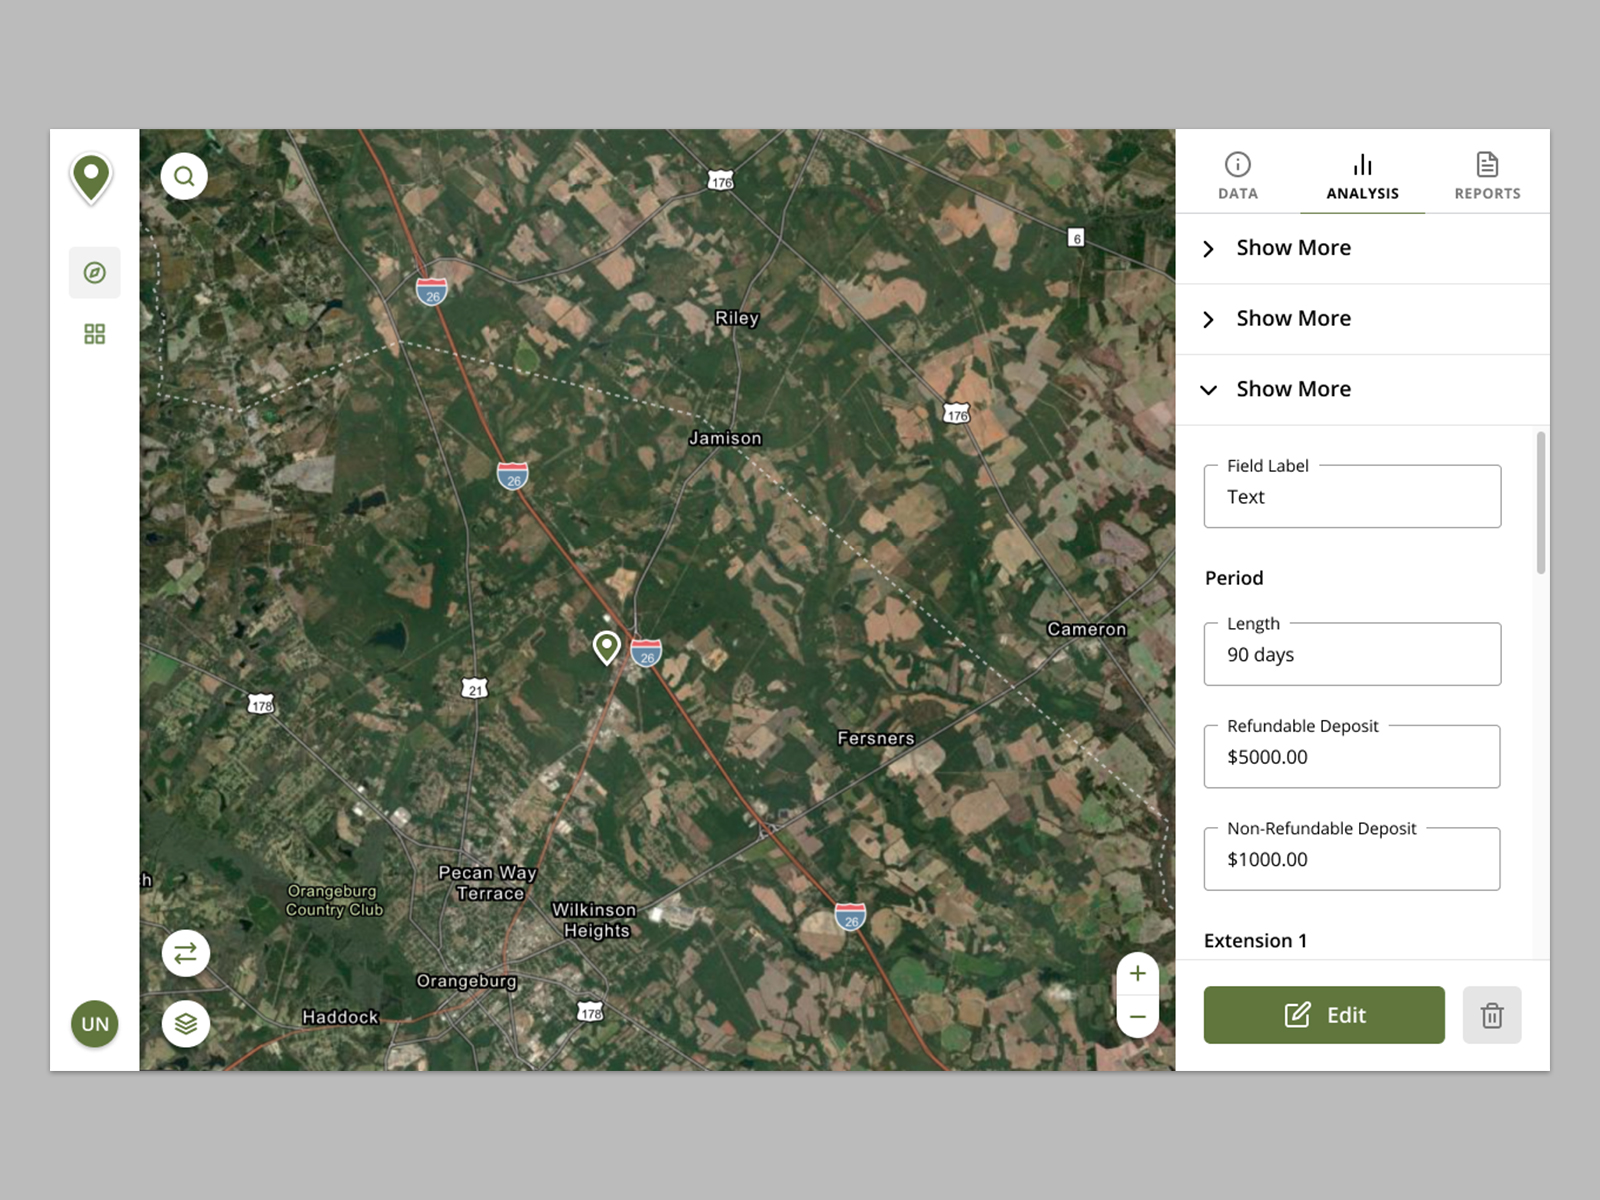 DATA
ANALYSIS
REPORTS
Show More
Show More
Show More
Field Label
Text
Period
Length
90 days
Refundable Deposit
$5000.00
Non-Refundable Deposit
$1000.00
Extension 1
Edit
UN
176
6
26
Riley
176
Jamison
26
Cameron
26
21
178
Fersners
Pecan Way
Terrace
h
Orangeburg
Country Club
Wilkinson
Heights
26
Orangeburg
178
Haddock